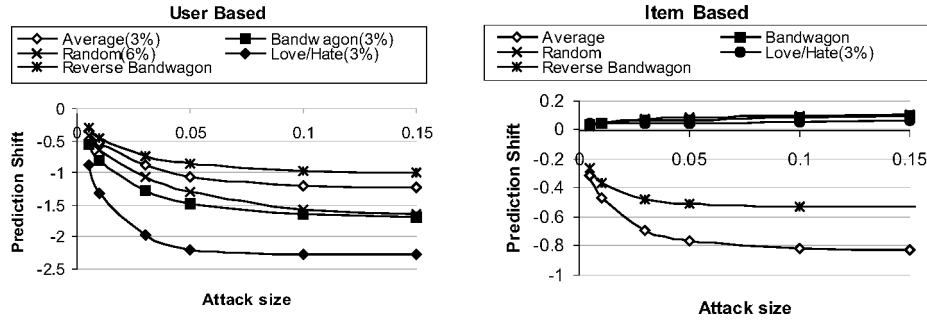 User Based
Average(3%) Bandwagon(3%)
Random(6%) Love/Hate(3%)
Reverse Bandwagon
0
-0.5
-1
-1.5
-2
-2.5
0 0.05 0.1 0.15
Prediction Shift
Attack size
Item Based
Average Bandwagon
Random Love/Hate(3%)
Reverse Bandwagon
0.2
0
-0.2
-0.4
-0.6
-0.8
-1
0 0.05 0.1 0.15
Prediction Shift
Attack size